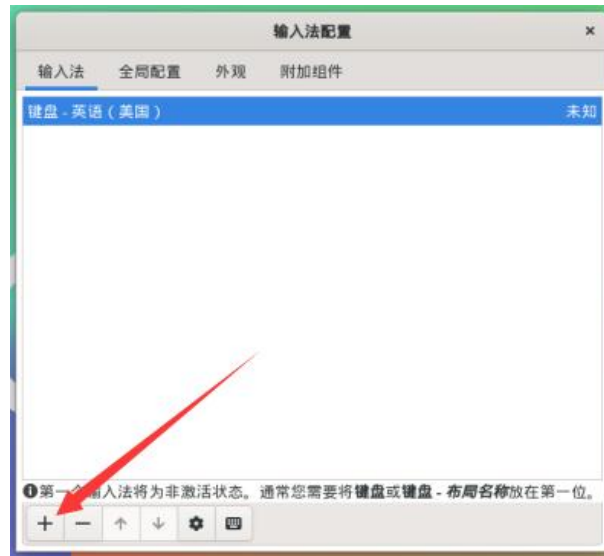 输入法配置
输入法 全局配置 外观 附加组件
键盘 - 英语（美国） 未知
第一个输入法将为非激活状态。通常您需要将键盘或键盘 - 布局名称放在第一位。